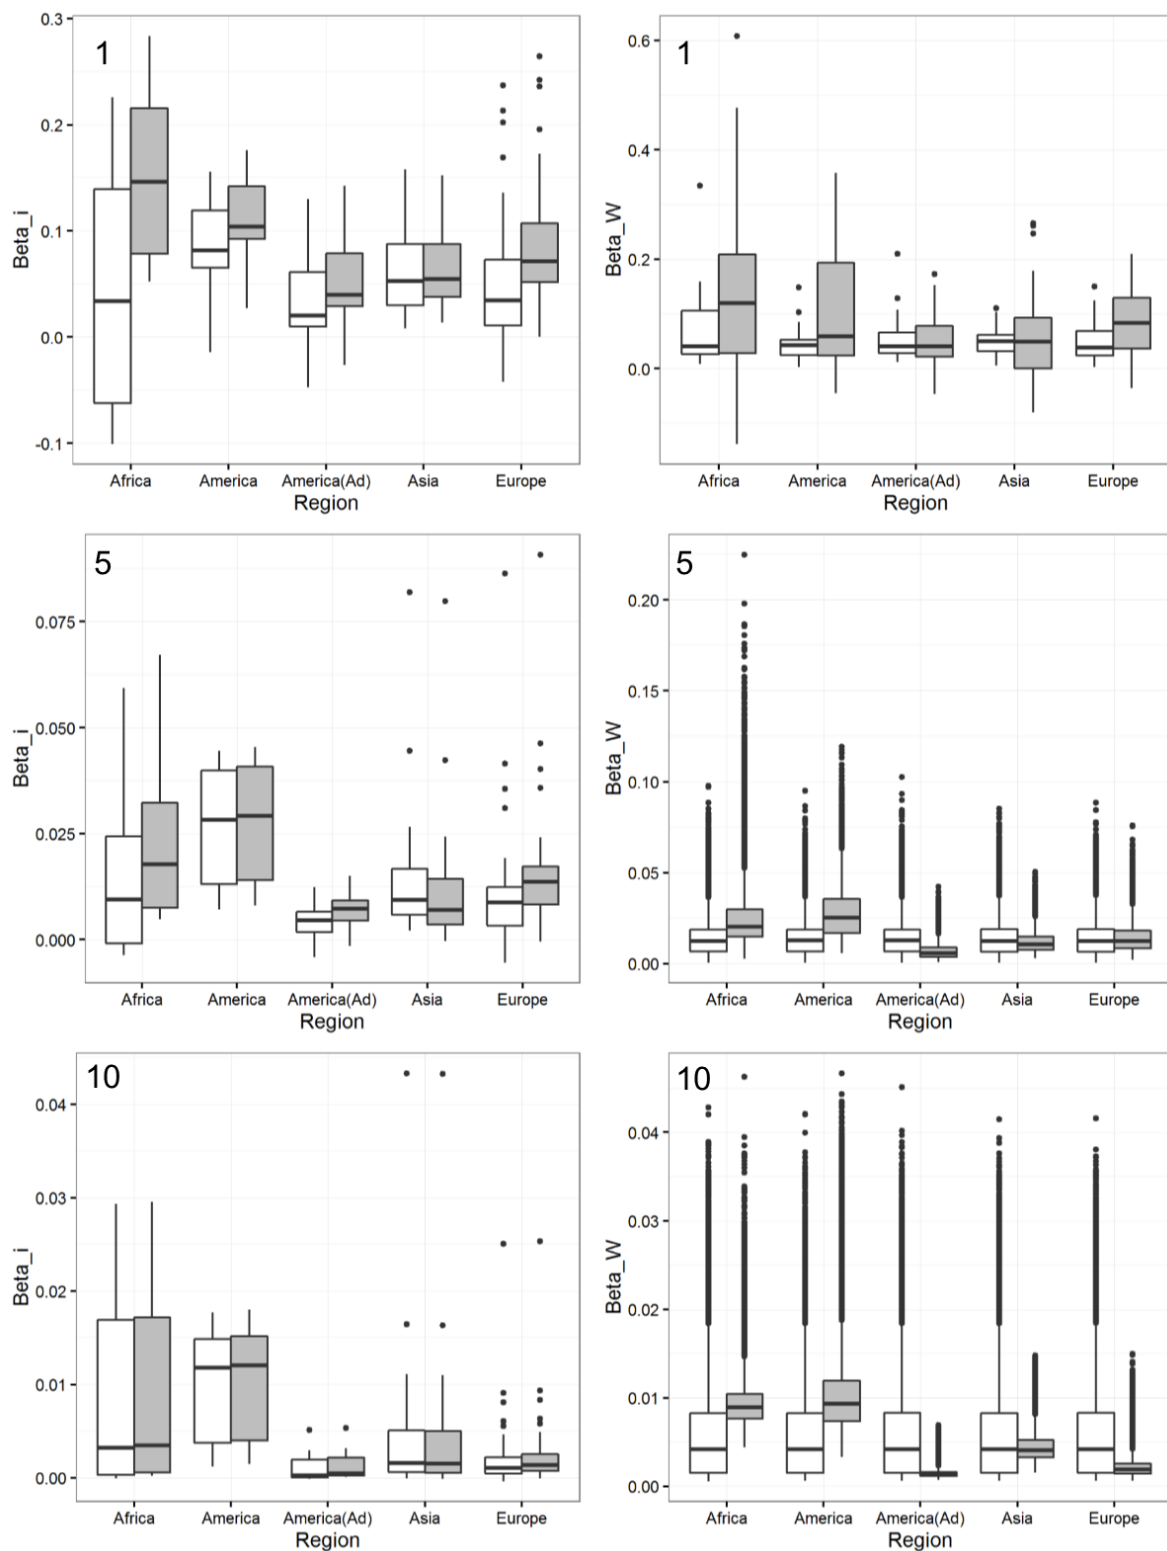 1
Beta_i
0.3
0.2
0.1
0.0
-0.1
Africa America America(Ad) Asia Europe
Region
1
Beta_W
0.6
0.4
0.2
0.0
Africa America America(Ad) Asia Europe
Region
5
Beta_i
0.075
0.050
0.025
0.000
Africa America America(Ad) Asia Europe
Region
5
Beta_W
0.20
0.15
0.10
0.05
0.00
Africa America America(Ad) Asia Europe
Region
10
Beta_i
0.04
0.03
0.02
0.01
0.00
Africa America America(Ad) Asia Europe
Region
10
Beta_W
0.04
0.03
0.02
0.01
0.00
Africa America America(Ad) Asia Europe
Region